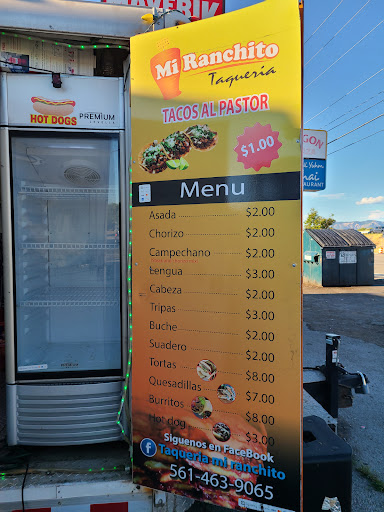 MAVERIK
HOT DOGS
PREMIUM
Mi Ranchito
Taquería
TACOS AL PASTOR
$1.00
Menu
Asada $2.00
Chorizo $2.00
Campechano $2.00
Lengua $3.00
Cabeza $2.00
Tripas $3.00
Buche $2.00
Suadero $2.00
Tortas $8.00
Quesadillas $7.00
Burritos $8.00
Hot dog $3.00
Siguenos en FaceBook
Taqueria mi ranchito
561-463-9065